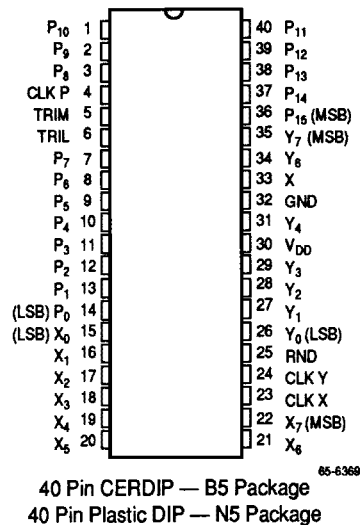 P10 1 40 P11
P9 2 39 P12
P8 3 38 P13
CLK P 4 37 P14
TRIM 5 36 P15 (MSB)
TRIL 6 35 Y7 (MSB)
P7 7 34 Y6
P6 8 33 X
P5 9 32 GND
P4 10 31 Y4
P3 11 30 VDD
P2 12 29 Y3
P1 13 28 Y2
(LSB) P0 14 27 Y1
(LSB) X0 15 26 Y0 (LSB)
X1 16 25 RND
X2 17 24 CLK Y
X3 18 23 CLK X
X4 19 22 X7 (MSB)
X5 20 21 X6
65-6369
40 Pin CERDIP — B5 Package
40 Pin Plastic DIP — N5 Package